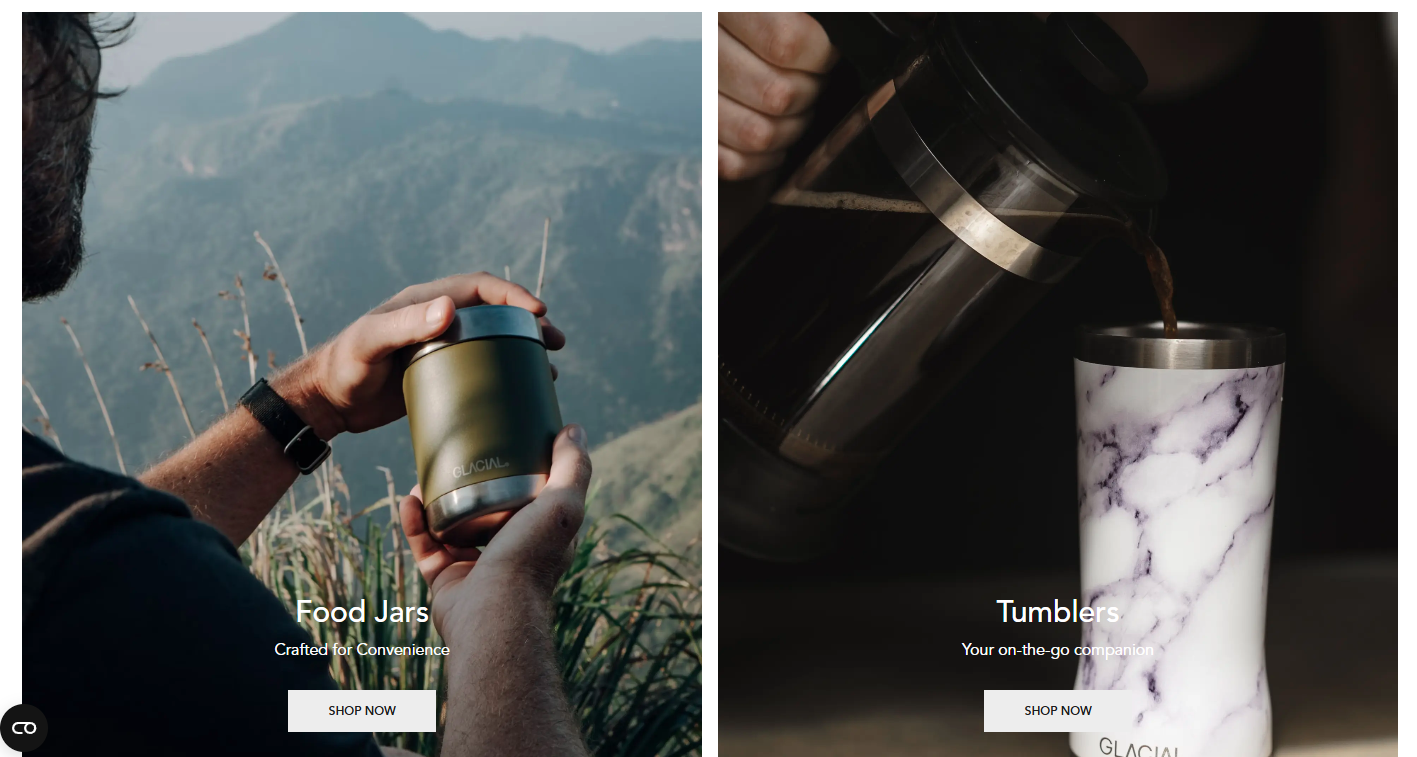 GLACIAL
Food Jars
Crafted for Convenience
SHOP NOW
Tumblers
Your on-the-go companion
SHOP NOW
GLACIAL